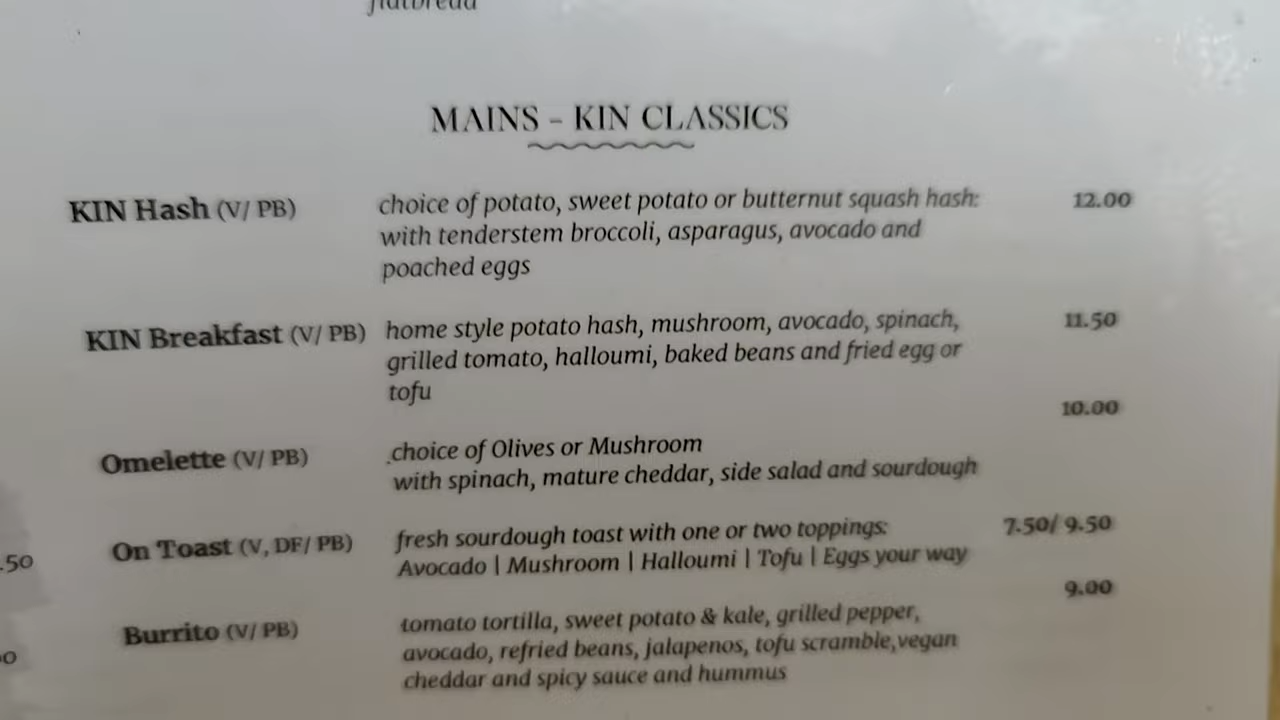 flatbread
MAINS - KIN CLASSICS
KIN Hash (V/ PB) choice of potato, sweet potato or butternut squash hash: 12.00
with tenderstem broccoli, asparagus, avocado and
poached eggs
KIN Breakfast (V/ PB) home style potato hash, mushroom, avocado, spinach, 11.50
grilled tomato, halloumi, baked beans and fried egg or
tofu
10.00
Omelette (V/ PB) choice of Olives or Mushroom
with spinach, mature cheddar, side salad and sourdough
On Toast (V, DF/ PB) fresh sourdough toast with one or two toppings: 7.50/ 9.50
.50 Avocado | Mushroom | Halloumi | Tofu | Eggs your way
9.00
Burrito (V/ PB) tomato tortilla, sweet potato & kale, grilled pepper,
avocado, refried beans, jalapenos, tofu scramble,vegan
cheddar and spicy sauce and hummus